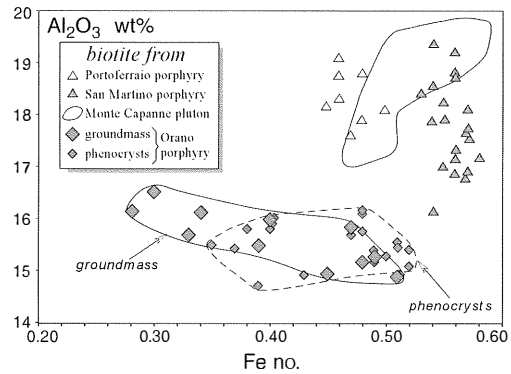 20
Al₂O₃ wt%
biotite from
Portoferraio porphyry
San Martino porphyry
Monte Capanne pluton
groundmass
phenocrysts
Orano
porphyry
19
18
17
16
15
14
groundmass
phenocrysts
0.20 0.30 0.40 0.50 0.60
Fe no.